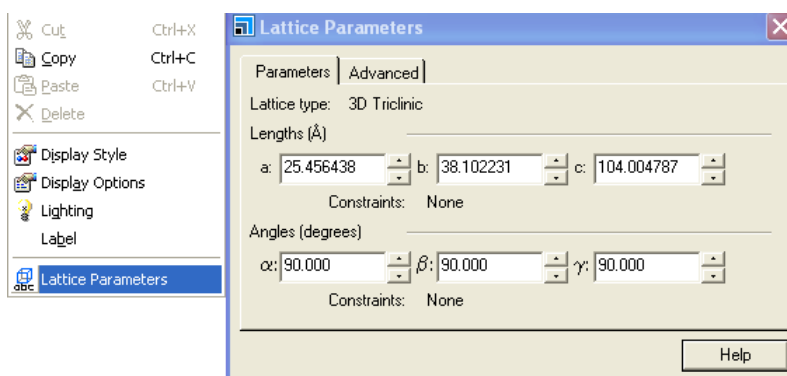 Cut Ctrl+X
Copy Ctrl+C
Paste Ctrl+V
Delete
Display Style
Display Options
Lighting
Label
abc Lattice Parameters
Lattice Parameters
Parameters Advanced
Lattice type: 3D Triclinic
Lengths (Å)
a: 25.456438 b: 38.102231 c: 104.004787
Constraints: None
Angles (degrees)
α: 90.000 β: 90.000 γ: 90.000
Constraints: None
Help